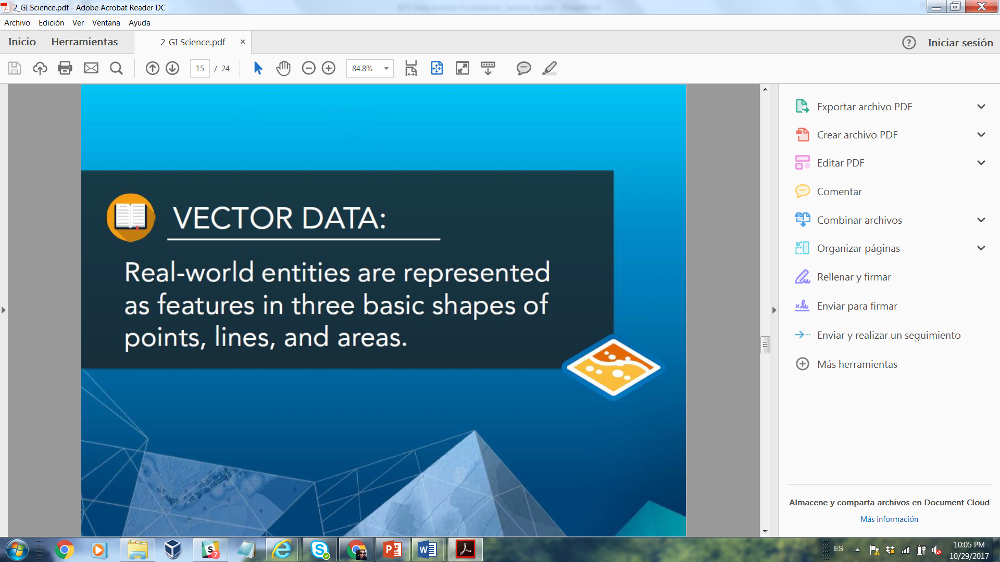 2_GI Science.pdf - Adobe Acrobat Reader DC
Archivo Edición Ver Ventana Ayuda
Inicio Herramientas 2_GI Science.pdf × Iniciar sesión
15 / 24 84.8%
VECTOR DATA:
Real-world entities are represented
as features in three basic shapes of
points, lines, and areas.
Exportar archivo PDF
Crear archivo PDF
Editar PDF
Comentar
Combinar archivos
Organizar páginas
Rellenar y firmar
Enviar para firmar
Enviar y realizar un seguimiento
Más herramientas
Almacene y comparta archivos en Document Cloud
Más información
7
ES
10:05 PM
10/29/2017